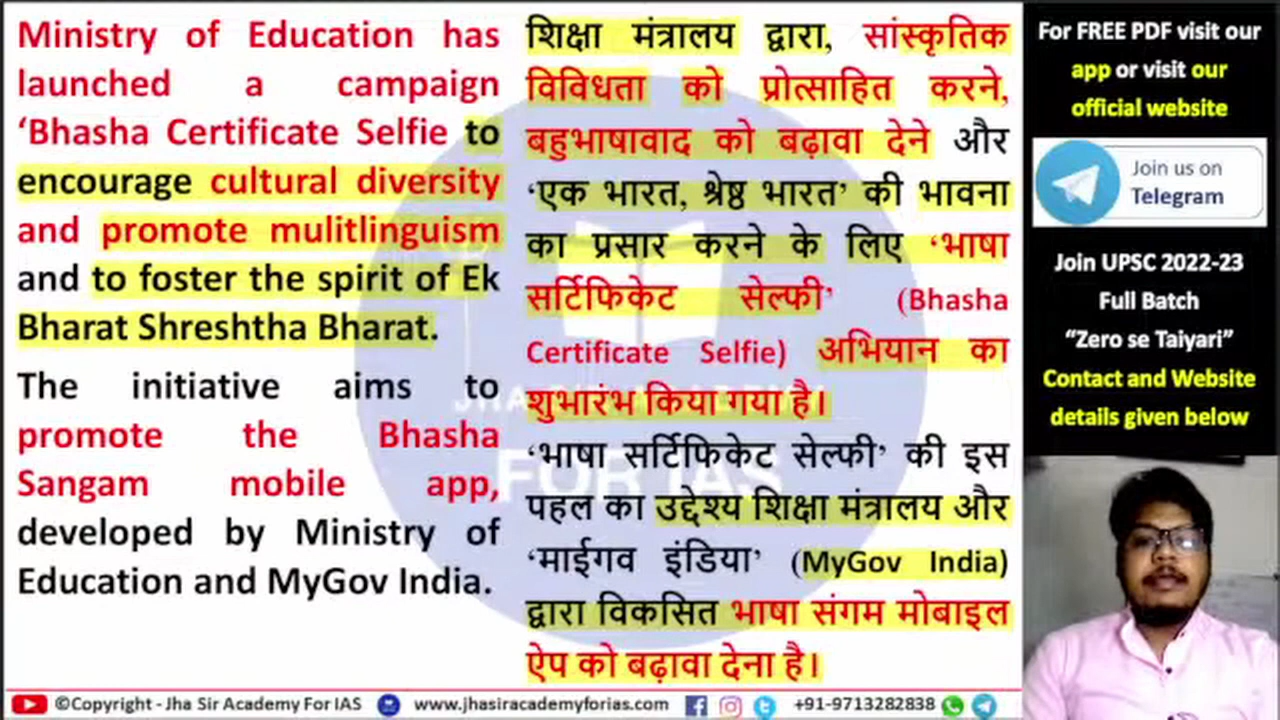 Ministry of Education has
launched a campaign
‘Bhasha Certificate Selfie to
encourage cultural diversity
and promote mulitlinguism
and to foster the spirit of Ek
Bharat Shreshtha Bharat.
The initiative aims to
promote the Bhasha
Sangam mobile app,
developed by Ministry of
Education and MyGov India.
शिक्षा मंत्रालय द्वारा, सांस्कृतिक
विविधता को प्रोत्साहित करने,
बहुभाषावाद को बढ़ावा देने और
‘एक भारत, श्रेष्ठ भारत’ की भावना
का प्रसार करने के लिए ‘भाषा
सर्टिफिकेट सेल्फी’ (Bhasha
Certificate Selfie) अभियान का
शुभारंभ किया गया है।
‘भाषा सर्टिफिकेट सेल्फी’ की इस
पहल का उद्देश्य शिक्षा मंत्रालय और
‘माईगव इंडिया’ (MyGov India)
द्वारा विकसित भाषा संगम मोबाइल
ऐप को बढ़ावा देना है।
FOR IAS
For FREE PDF visit our
app or visit our
official website
Join us on
Telegram
Join UPSC 2022-23
Full Batch
“Zero se Taiyari”
Contact and Website
details given below
©Copyright - Jha Sir Academy For IAS www.jhasiracademyforias.com +91-9713282838